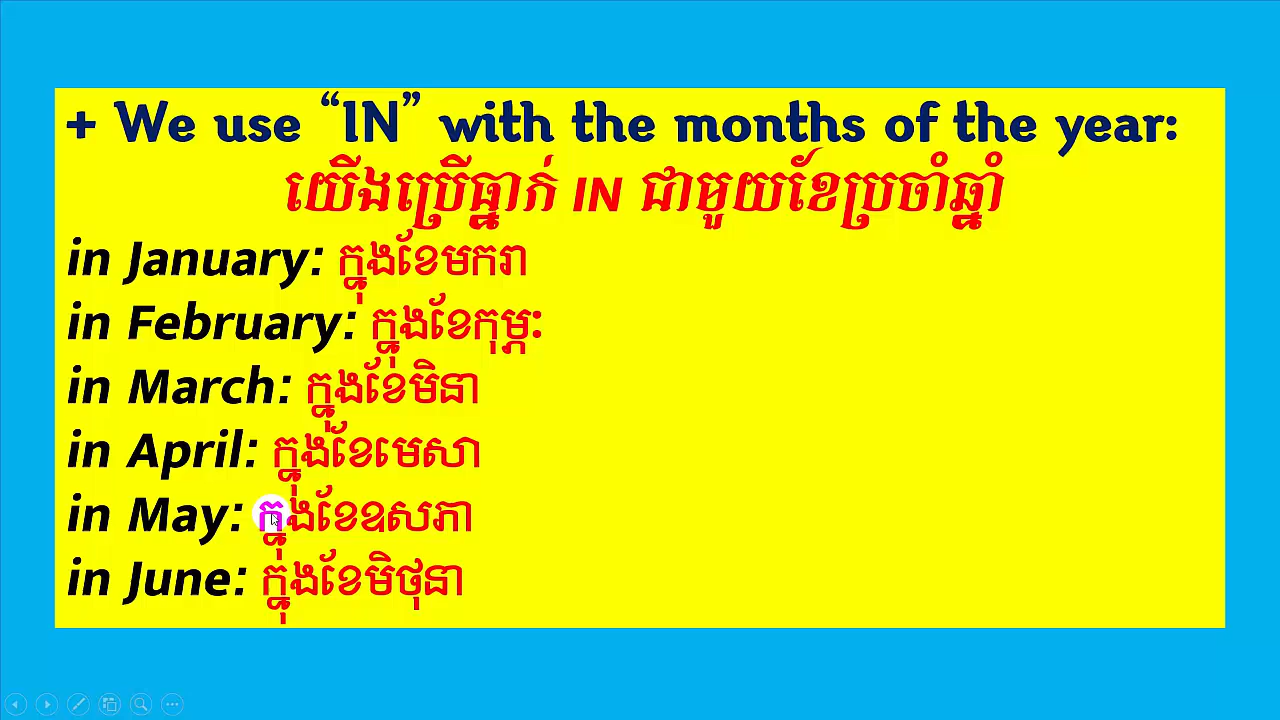 + We use “IN” with the months of the year:
យើងប្រើធ្នាក់ IN ជាមួយខែប្រចាំឆ្នាំ
in January: ក្នុងខែមករា
in February: ក្នុងខែកុម្ភៈ
in March: ក្នុងខែមិនា
in April: ក្នុងខែមេសា
in May: ក្នុងខែឧសភា
in June: ក្នុងខែមិថុនា